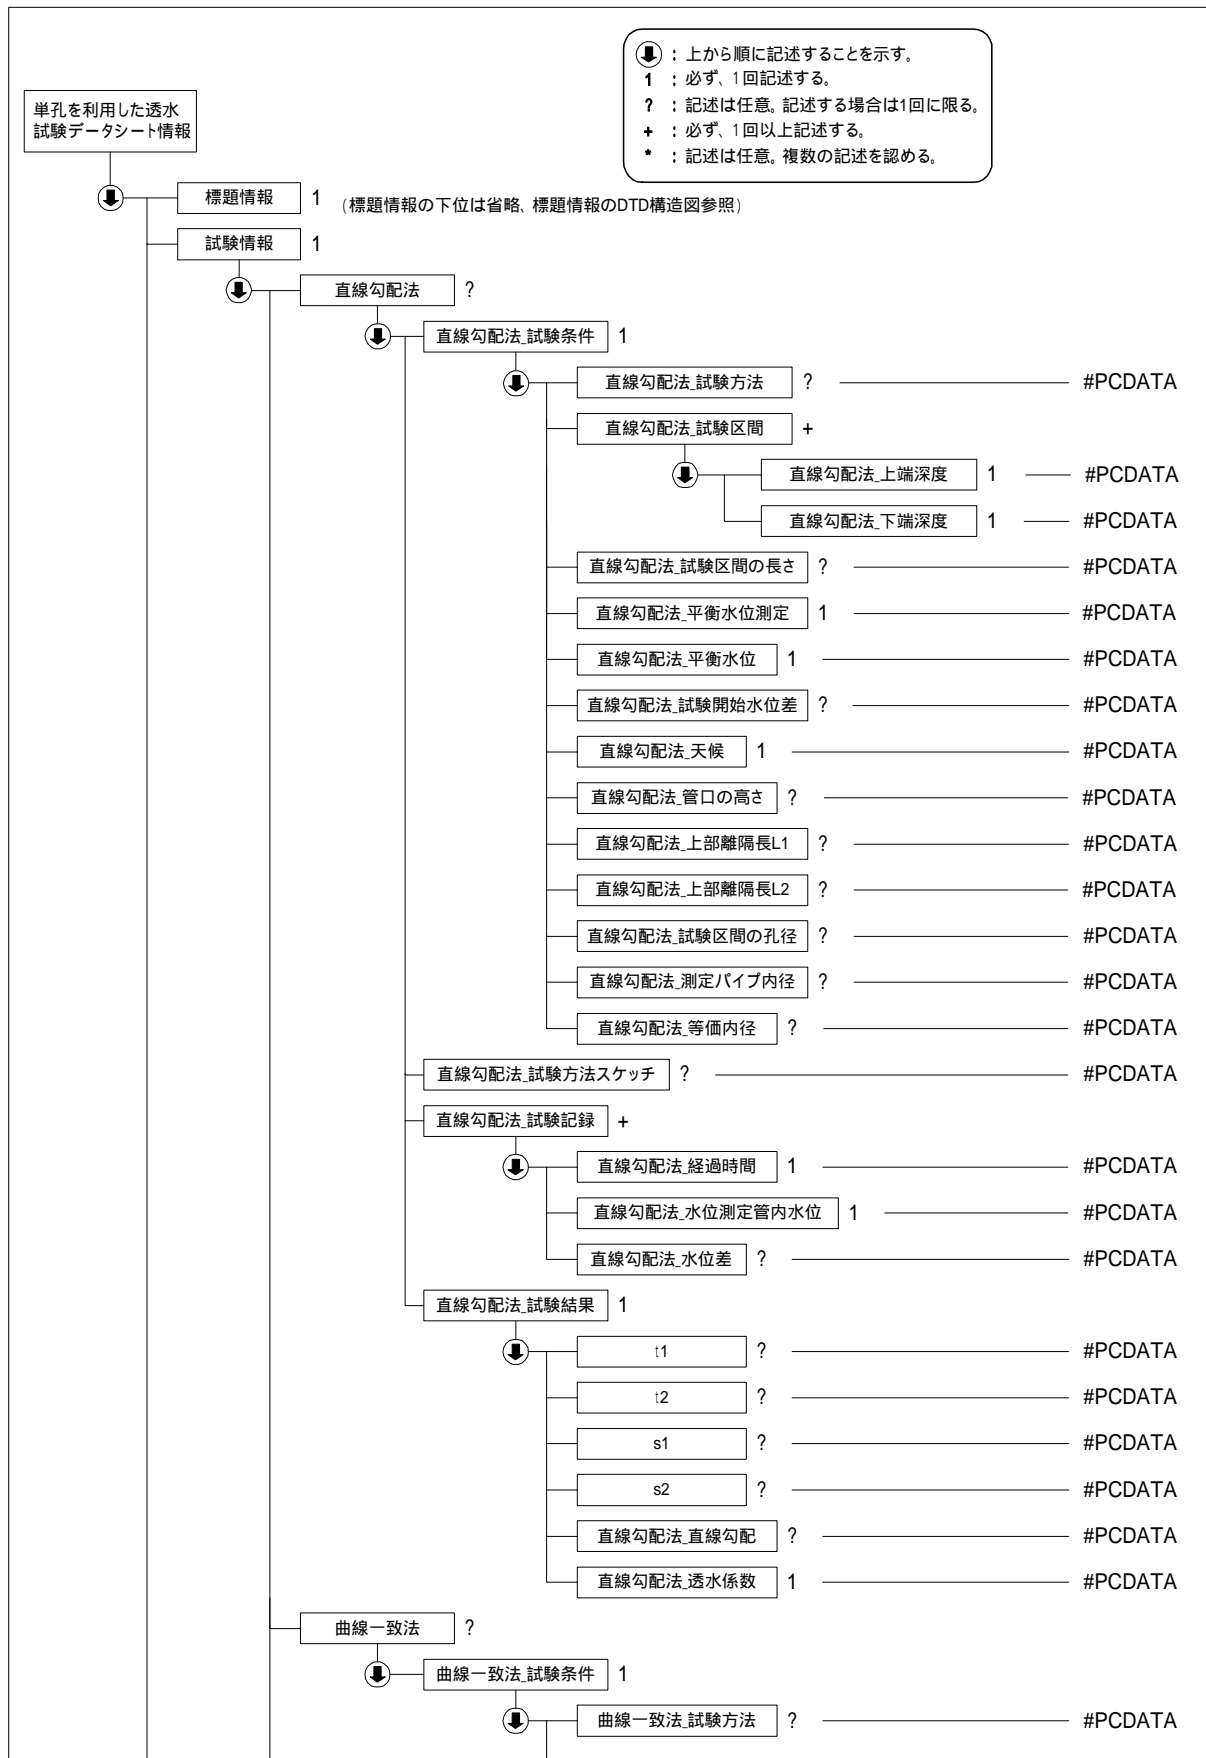 : 上から順に記述することを示す。
1 : 必ず、1回記述する。
? : 記述は任意。記述する場合は1回に限る。
+ : 必ず、1回以上記述する。
* : 記述は任意。複数の記述を認める。
単孔を利用した透水
試験データシート情報
標題情報 1 (標題情報の下位は省略、標題情報のDTD構造図参照)
試験情報 1
直線勾配法 ?
直線勾配法_試験条件 1
直線勾配法_試験方法 ? #PCDATA
直線勾配法_試験区間 +
直線勾配法_上端深度 1 #PCDATA
直線勾配法_下端深度 1 #PCDATA
直線勾配法_試験区間の長さ ? #PCDATA
直線勾配法_平衡水位測定 1 #PCDATA
直線勾配法_平衡水位 1 #PCDATA
直線勾配法_試験開始水位差 ? #PCDATA
直線勾配法_天候 1 #PCDATA
直線勾配法_管口の高さ ? #PCDATA
直線勾配法_上部離隔長L1 ? #PCDATA
直線勾配法_上部離隔長L2 ? #PCDATA
直線勾配法_試験区間の孔径 ? #PCDATA
直線勾配法_測定パイプ内径 ? #PCDATA
直線勾配法_等価内径 ? #PCDATA
直線勾配法_試験方法スケッチ ? #PCDATA
直線勾配法_試験記録 +
直線勾配法_経過時間 1 #PCDATA
直線勾配法_水位測定管内水位 1 #PCDATA
直線勾配法_水位差 ? #PCDATA
直線勾配法_試験結果 1
t1 ? #PCDATA
t2 ? #PCDATA
s1 ? #PCDATA
s2 ? #PCDATA
直線勾配法_直線勾配 ? #PCDATA
直線勾配法_透水係数 1 #PCDATA
曲線一致法 ?
曲線一致法_試験条件 1
曲線一致法_試験方法 ? #PCDATA